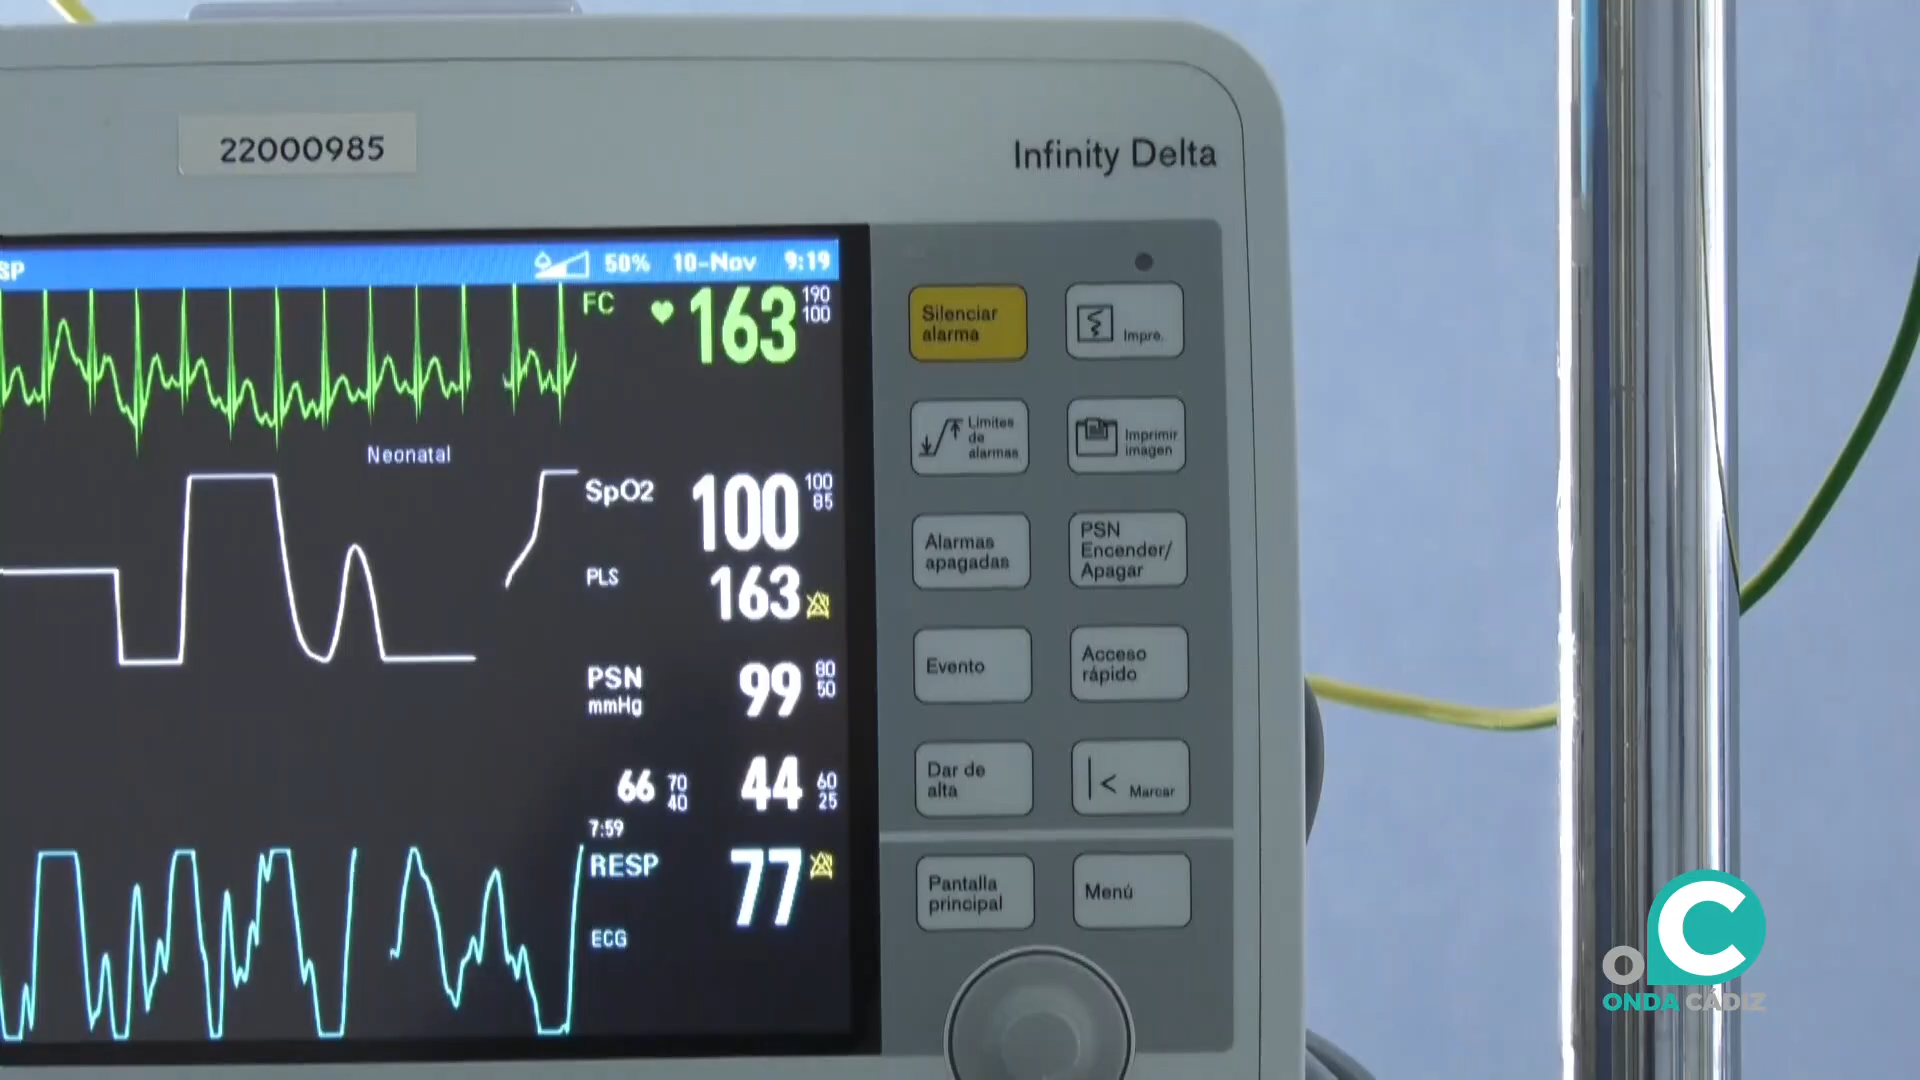 22000985
Infinity Delta
SP
50% 10-Nov 9:19
FC 163 190
100
Neonatal
SpO2 100 100
85
PLS 163
PSN 99 80
50
mmHg
66 70
40
44 60
25
7:59
RESP 77
ECG
Silenciar
alarma
Impre.
Limites
de
alarmas
Imprimir
imagen
Alarmas
apagadas
PSN
Encender/
Apagar
Evento
Acceso
rápido
Dar de
alta
Marcar
Pantalla
principal
Menú
OC
ONDA CÁDIZ